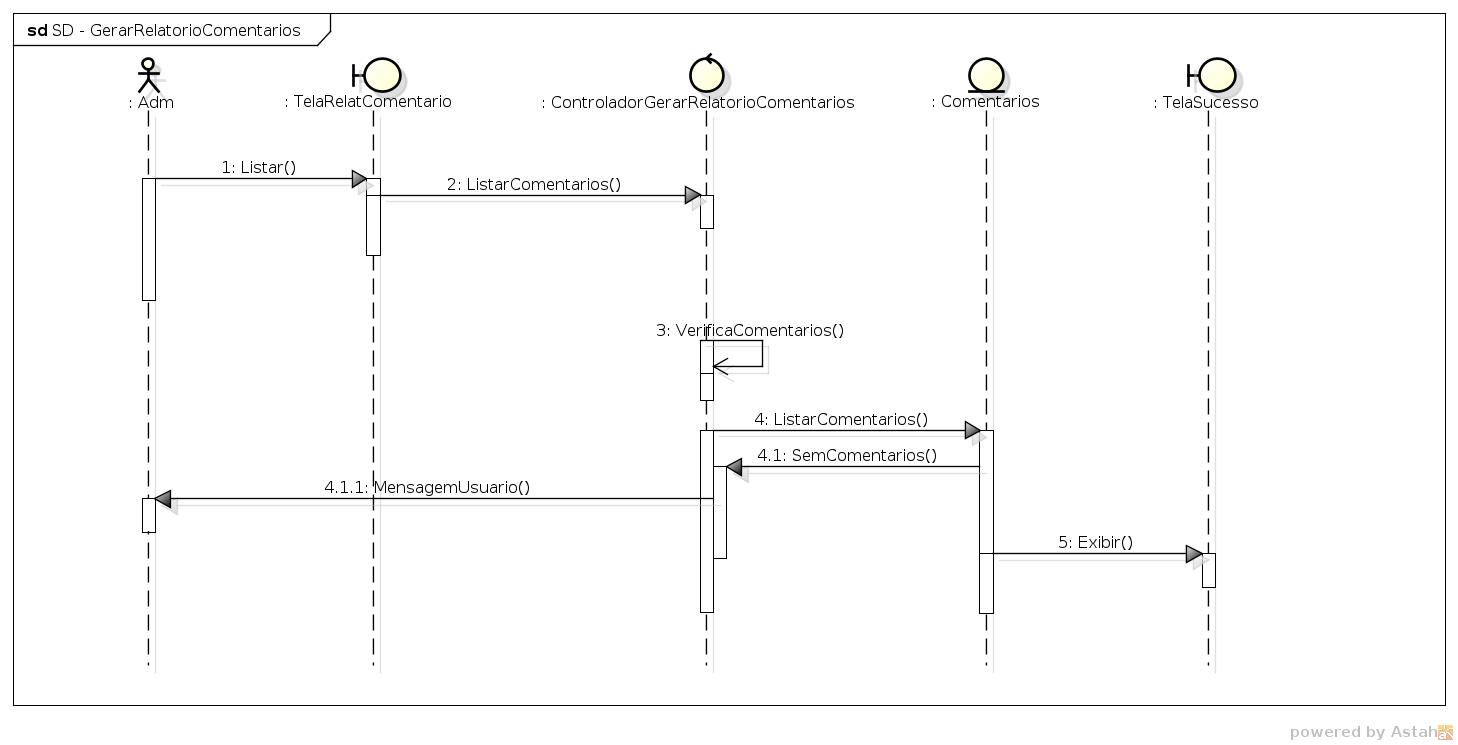 sd SD - GerarRelatorioComentarios
: Adm
: TelaRelatComentario
: ControladorGerarRelatorioComentarios
: Comentarios
: TelaSucesso
1: Listar()
2: ListarComentarios()
3: VerificaComentarios()
4: ListarComentarios()
4.1: SemComentarios()
4.1.1: MensagemUsuario()
5: Exibir()
powered by Astah